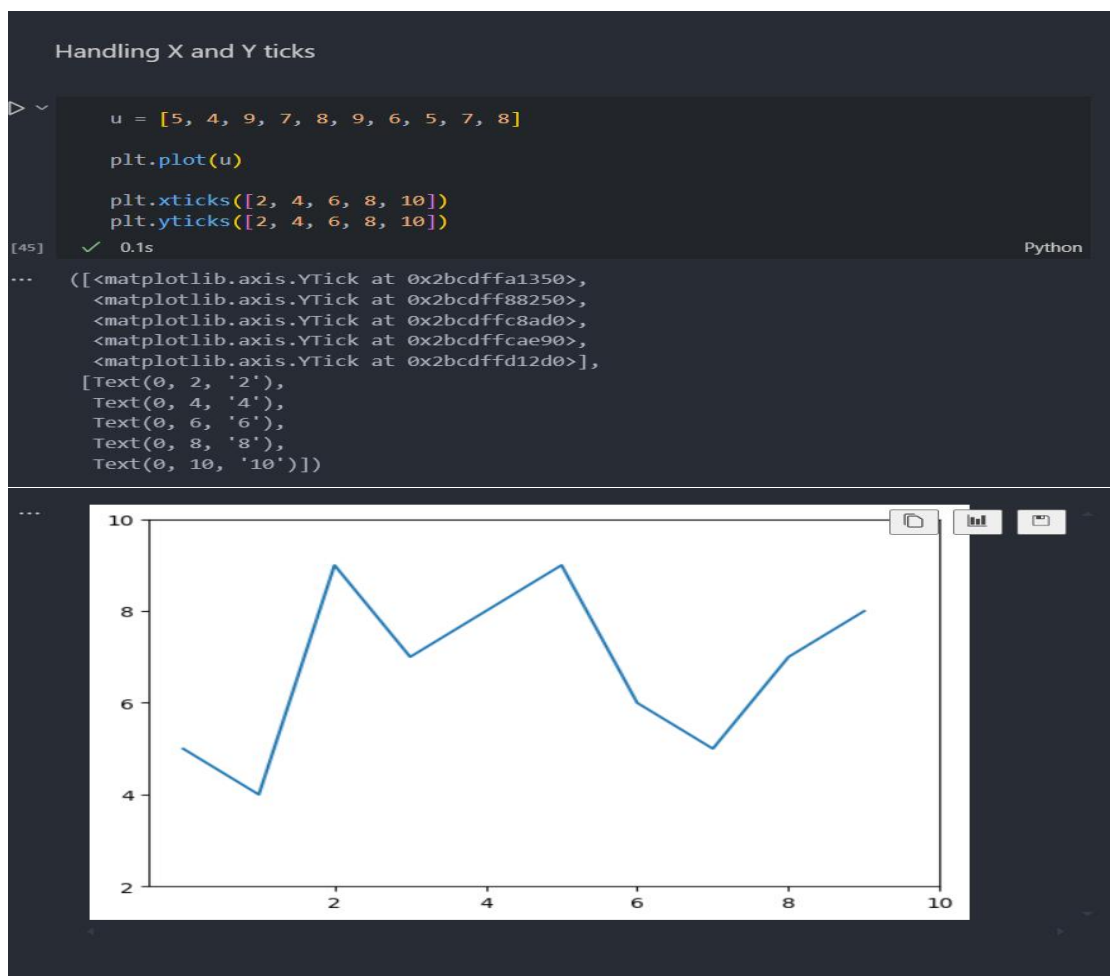 Handling X and Y ticks
u = [5, 4, 9, 7, 8, 9, 6, 5, 7, 8]
plt.plot(u)
plt.xticks([2, 4, 6, 8, 10])
plt.yticks([2, 4, 6, 8, 10])
[45] ✓ 0.1s Python
... ([<matplotlib.axis.YTick at 0x2bcdffa1350>,
<matplotlib.axis.YTick at 0x2bcdff88250>,
<matplotlib.axis.YTick at 0x2bcdffc8ad0>,
<matplotlib.axis.YTick at 0x2bcdffcae90>,
<matplotlib.axis.YTick at 0x2bcdffd12d0>],
[Text(0, 2, '2'),
Text(0, 4, '4'),
Text(0, 6, '6'),
Text(0, 8, '8'),
Text(0, 10, '10')])
...
10
8
6
4
2
2 4 6 8 10